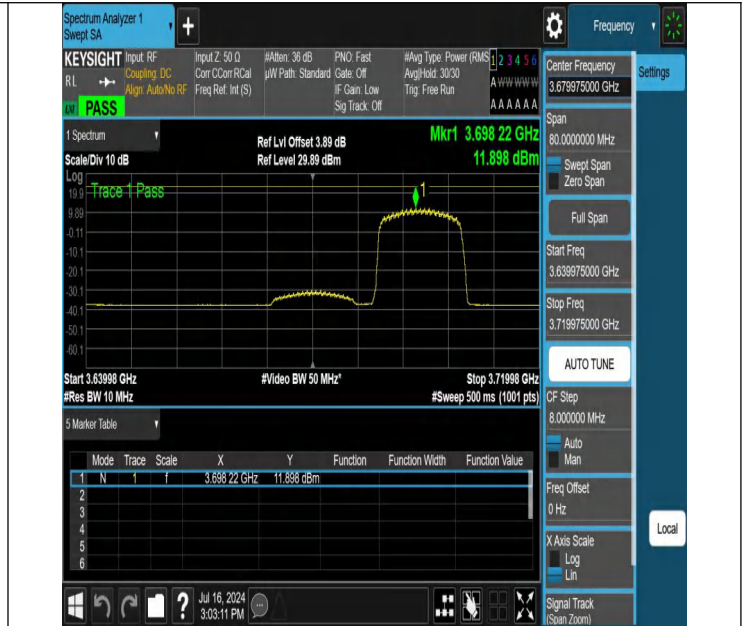 Spectrum Analyzer 1
Swept SA
+
Frequency
KEYSIGHT
RL
PASS
Input: RF
Coupling: DC
Align: Auto/No RF
Input Z: 50 Ω
Corr CCorr RCal
Freq Ref: Int (S)
#Atten: 36 dB
µW Path: Standard
PNO: Fast
Gate: Off
IF Gain: Low
Sig Track: Off
#Avg Type: Power (RMS
Avg|Hold: 30/30
Trig: Free Run
1 2 3 4 5 6
A W W W W W
A A A A A A
1 Spectrum
Scale/Div 10 dB
Ref Lvl Offset 3.89 dB
Ref Level 29.89 dBm
Mkr1 3.698 22 GHz
11.898 dBm
Log
Trace 1 Pass
1
19.9
9.89
-0.11
-10.1
-20.1
-30.1
-40.1
-50.1
-60.1
Start 3.63998 GHz
#Res BW 10 MHz
#Video BW 50 MHz*
Stop 3.71998 GHz
#Sweep 500 ms (1001 pts)
5 Marker Table
Mode Trace Scale X Y Function Function Width Function Value
1 N 1 f 3.698 22 GHz 11.898 dBm
2
3
4
5
6
Center Frequency
3.679975000 GHz
Settings
Span
80.0000000 MHz
Swept Span
Zero Span
Full Span
Start Freq
3.639975000 GHz
Stop Freq
3.719975000 GHz
AUTO TUNE
CF Step
8.000000 MHz
Auto
Man
Freq Offset
0 Hz
X Axis Scale
Log
Lin
Local
Signal Track
(Span Zoom)
?
Jul 16, 2024
3:03:11 PM